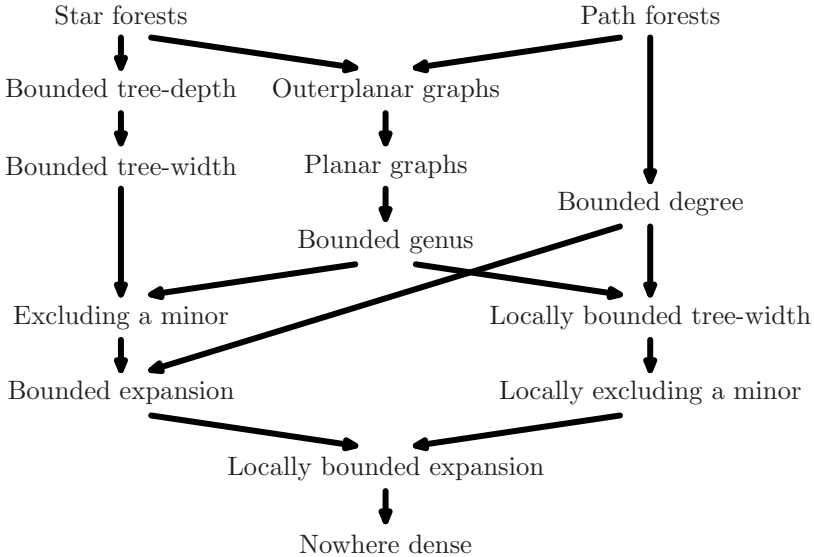 Star forests
Path forests
Bounded tree-depth
Outerplanar graphs
Bounded tree-width
Planar graphs
Bounded degree
Bounded genus
Excluding a minor
Locally bounded tree-width
Bounded expansion
Locally excluding a minor
Locally bounded expansion
Nowhere dense